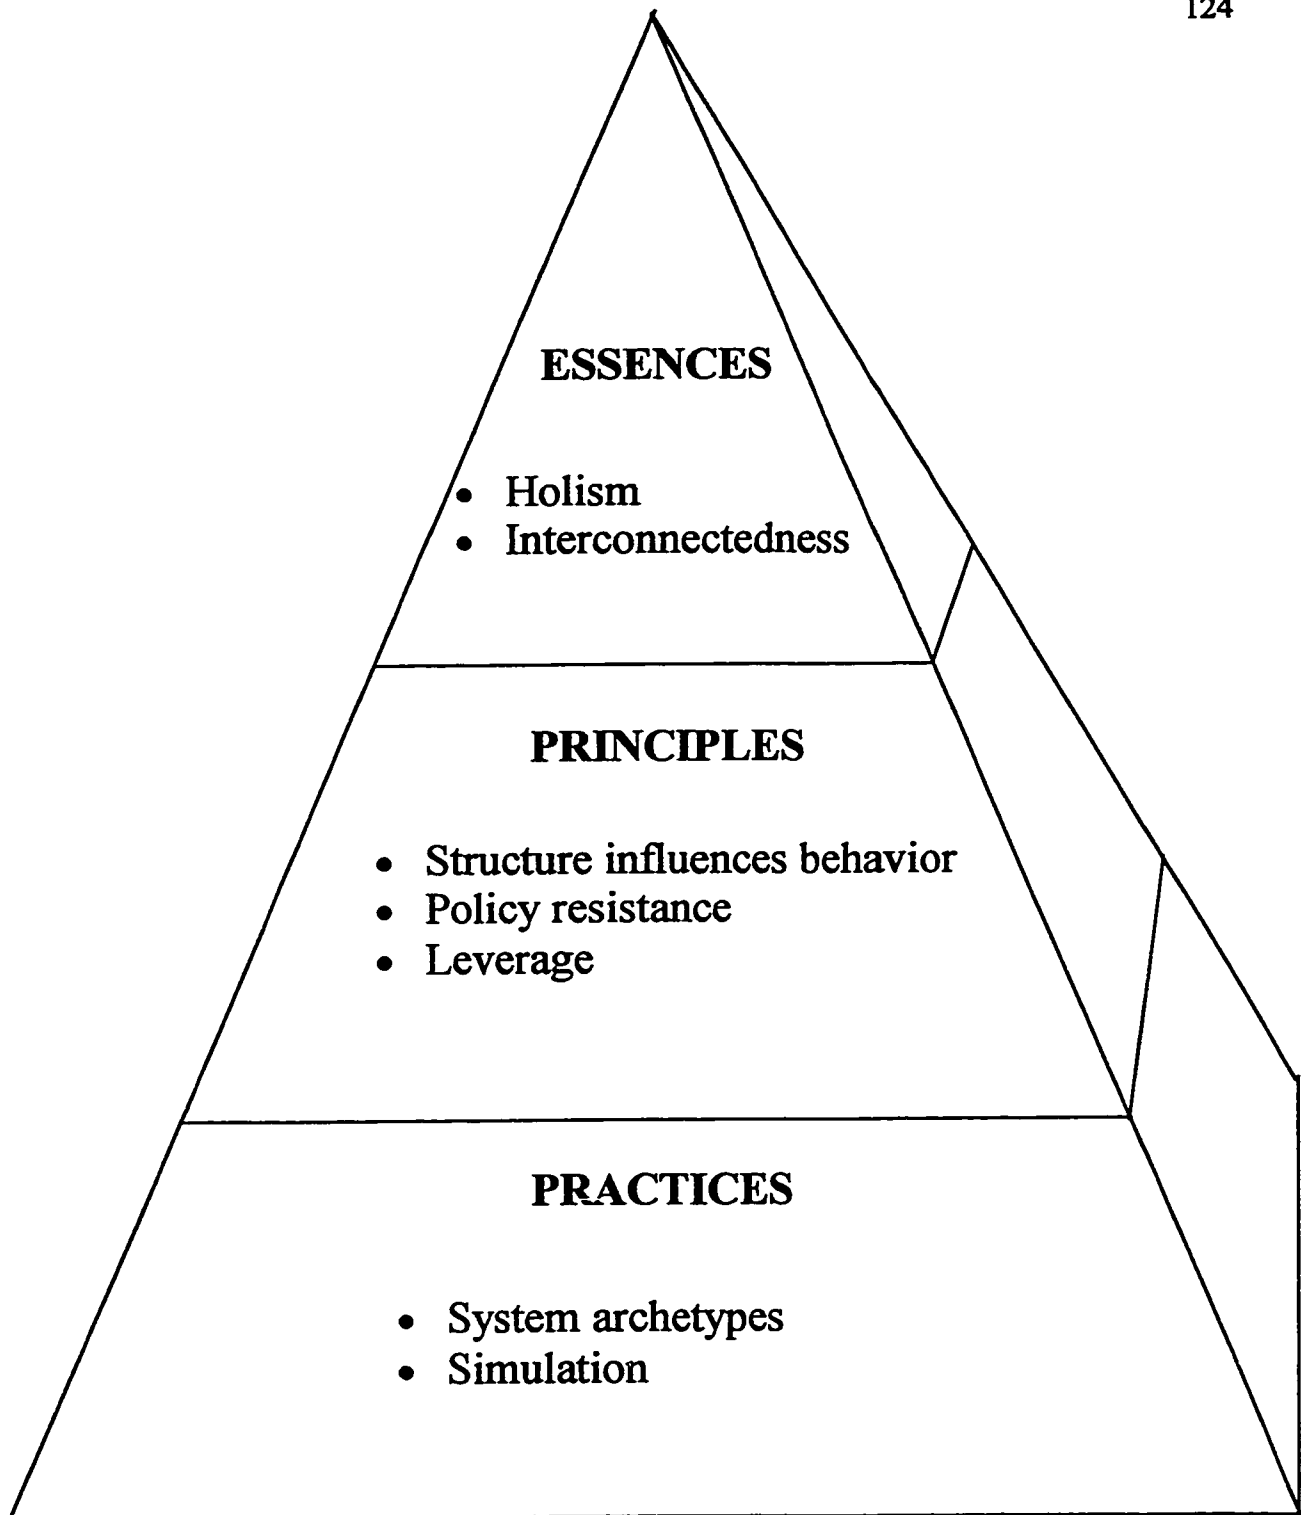 124
ESSENCES
• Holism
• Interconnectedness
PRINCIPLES
• Structure influences behavior
• Policy resistance
• Leverage
PRACTICES
• System archetypes
• Simulation